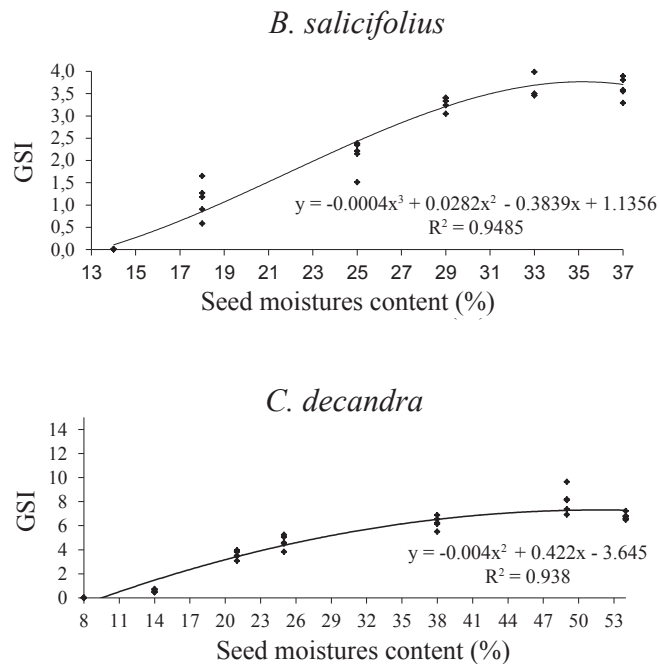 B. salicifolius
4,0
3,5
3,0
2,5
2,0
1,5
1,0
0,5
0,0
GSI
y = -0.0004x³ + 0.0282x² - 0.3839x + 1.1356
R² = 0.9485
13 15 17 19 21 23 25 27 29 31 33 35 37
Seed moistures content (%)
C. decandra
14
12
10
8
6
4
2
0
GSI
y = -0.004x² + 0.422x - 3.645
R² = 0.938
8 11 14 17 20 23 26 29 32 35 38 41 44 47 50 53
Seed moistures content (%)